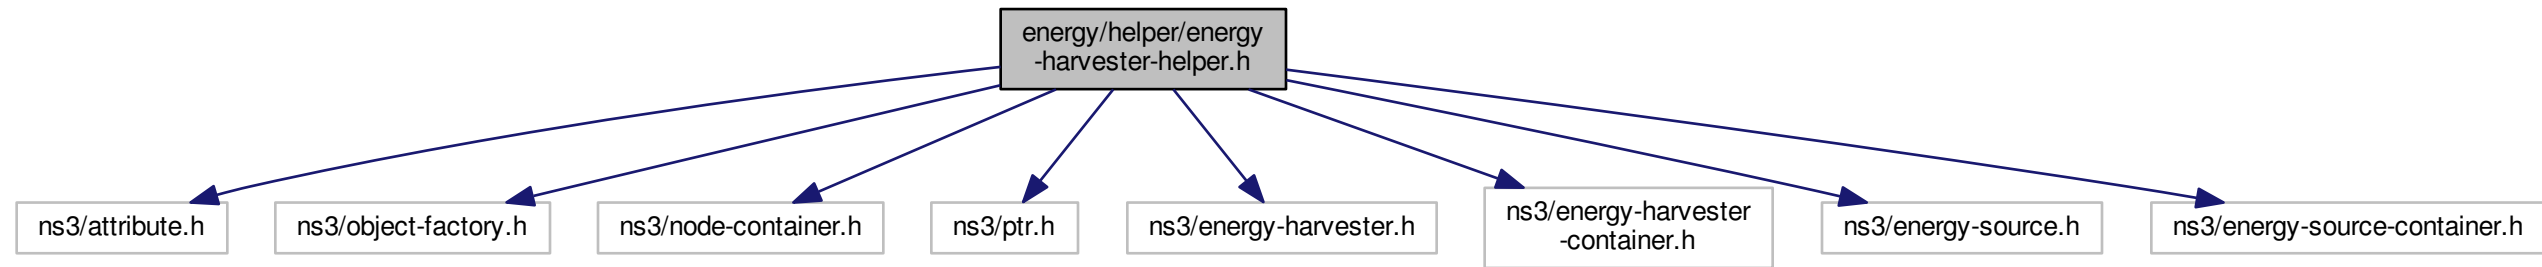 energy/helper/energy
-harvester-helper.h
ns3/attribute.h
ns3/object-factory.h
ns3/node-container.h
ns3/ptr.h
ns3/energy-harvester.h
ns3/energy-harvester
-container.h
ns3/energy-source.h
ns3/energy-source-container.h